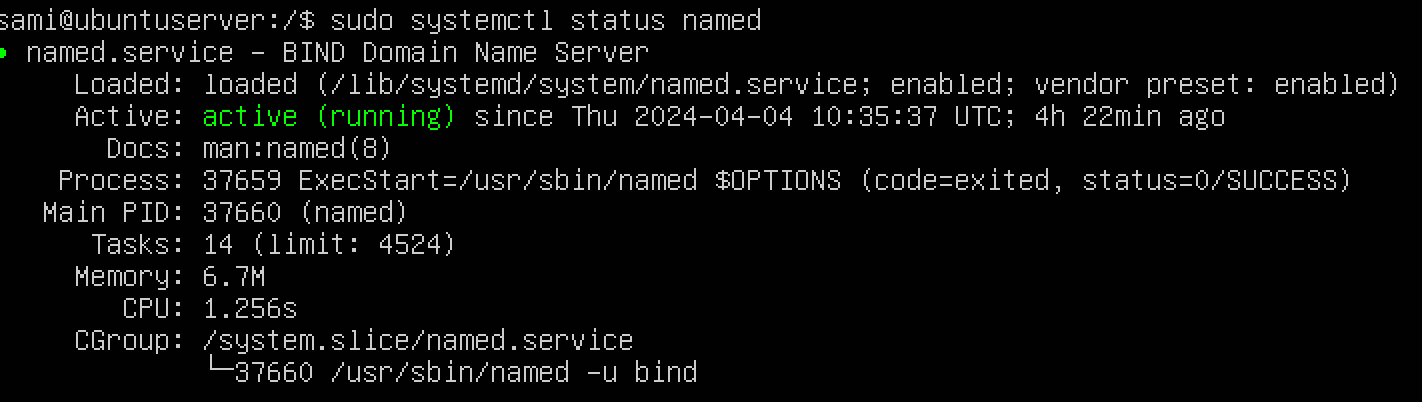 sami@ubuntuserver:/$ sudo systemctl status named
● named.service - BIND Domain Name Server
Loaded: loaded (/lib/systemd/system/named.service; enabled; vendor preset: enabled)
Active: active (running) since Thu 2024-04-04 10:35:37 UTC; 4h 22min ago
Docs: man:named(8)
Process: 37659 ExecStart=/usr/sbin/named $OPTIONS (code=exited, status=0/SUCCESS)
Main PID: 37660 (named)
Tasks: 14 (limit: 4524)
Memory: 6.7M
CPU: 1.256s
CGroup: /system.slice/named.service
└─37660 /usr/sbin/named -u bind